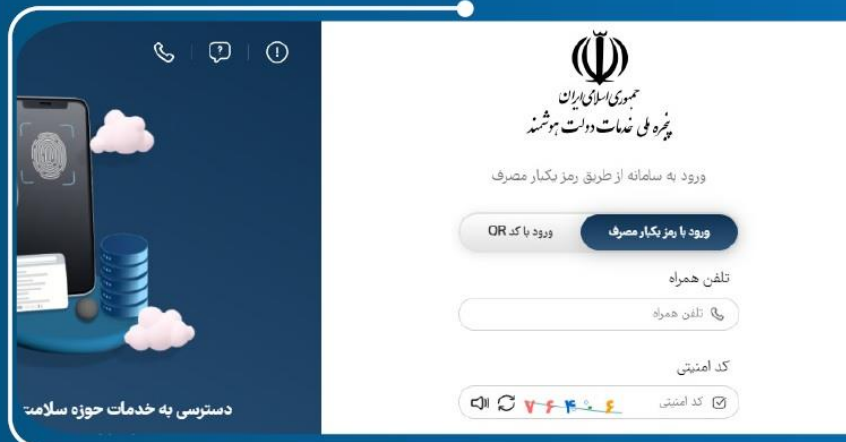 جمهوری اسلامی ایران
پنجره ملی خدمات دولت هوشمند
ورود به سامانه از طریق رمز یکبار مصرف
ورود با رمز یکبار مصرف
ورود با کد QR
تلفن همراه
تلفن همراه
کد امنیتی
کد امنیتی
۷۶۴۰۶
دسترسی به خدمات حوزه سلامت